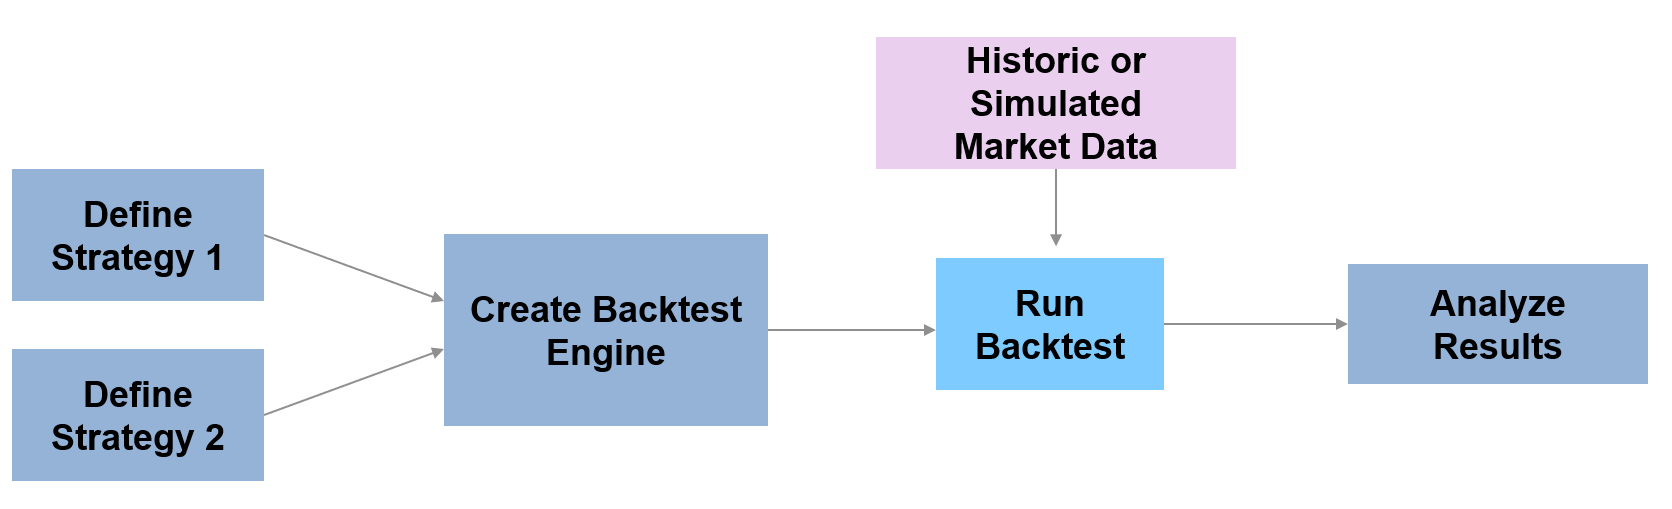 Historic or
Simulated
Market Data
Define
Strategy 1
Define
Strategy 2
Create Backtest
Engine
Run
Backtest
Analyze
Results